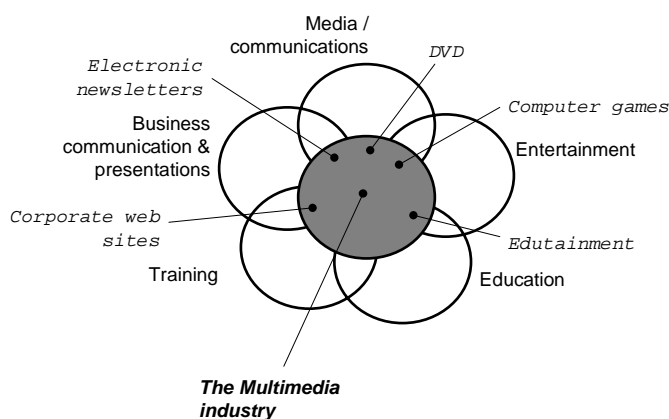 Media /
communications
DVD
Electronic
newsletters
Computer games
Business
communication &
presentations
Entertainment
Corporate web
sites
Edutainment
Training
Education
The Multimedia
industry